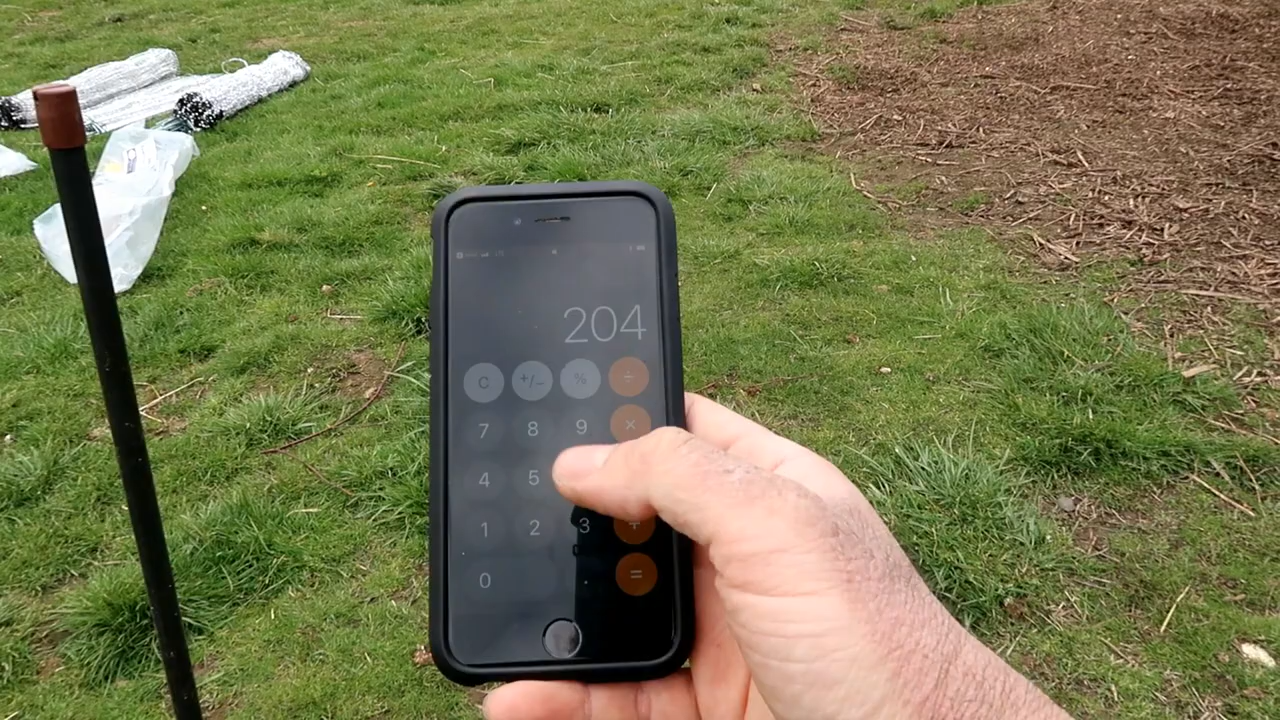 204
C +/- % ÷
7 8 9 ×
4 5
1 2 3 +
0 =